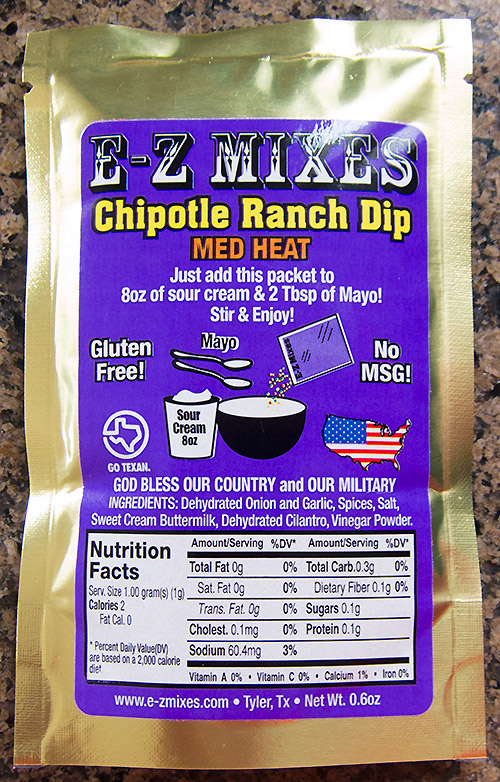 E-Z MIXES
Chipotle Ranch Dip
MED HEAT
Just add this packet to
8oz of sour cream & 2 Tbsp of Mayo!
Stir & Enjoy!
Gluten
Free!
Mayo
E-Z MIXES
No
MSG!
Sour
Cream
8oz
GO TEXAN.
GOD BLESS OUR COUNTRY and OUR MILITARY
INGREDIENTS: Dehydrated Onion and Garlic, Spices, Salt,
Sweet Cream Buttermilk, Dehydrated Cilantro, Vinegar Powder.
Nutrition
Facts
Serv. Size 1.00 gram(s) (1g)
Calories 2
Fat Cal. 0
* Percent Daily Value(DV)
are based on a 2,000 calorie
diet
Amount/Serving %DV* Amount/Serving %DV*
Total Fat 0g 0% Total Carb.0.3g 0%
Sat. Fat 0g 0% Dietary Fiber 0.1g 0%
Trans. Fat. 0g 0% Sugars 0.1g
Cholest. 0.1mg 0% Protein 0.1g
Sodium 60.4mg 3%
Vitamin A 0% • Vitamin C 0% • Calcium 1% • Iron 0%
www.e-zmixes.com • Tyler, Tx • Net Wt. 0.6oz